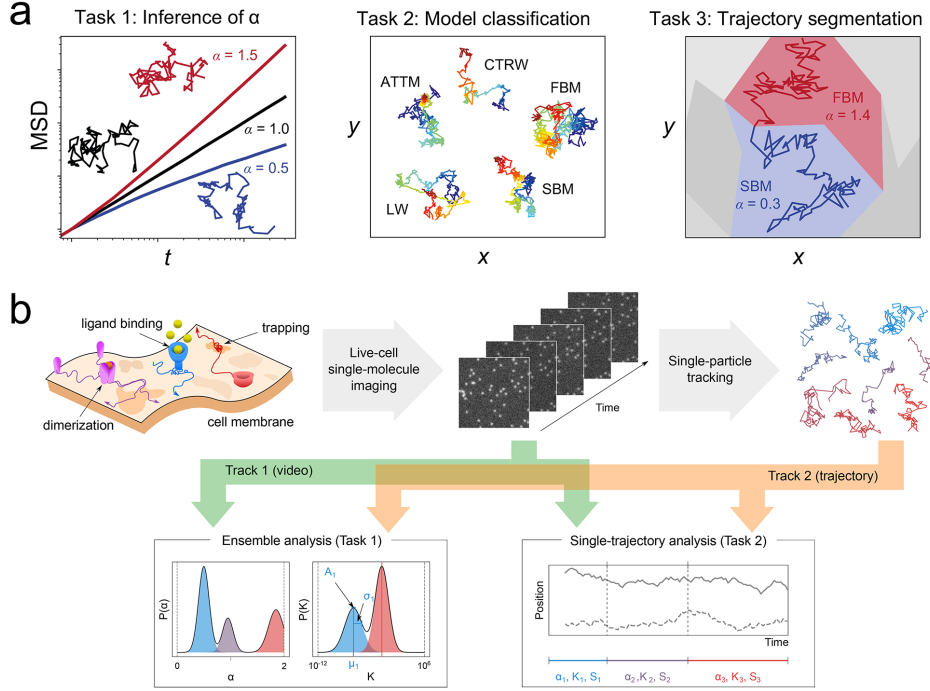 a
Task 1: Inference of α
Task 2: Model classification
Task 3: Trajectory segmentation
MSD
α = 1.5
α = 1.0
α = 0.5
t
y
ATTM
CTRW
FBM
LW
SBM
x
y
FBM
α = 1.4
SBM
α = 0.3
x
b
ligand binding
trapping
dimerization
cell membrane
Live-cell
single-molecule
imaging
Time
Single-particle
tracking
Track 1 (video)
Track 2 (trajectory)
Ensemble analysis (Task 1)
P(α)
0
α
2
P(K)
A₁
σ₁
10⁻¹²
μ₁
K
10⁶
Single-trajectory analysis (Task 2)
Position
Time
α₁, K₁, S₁
α₂,K₂, S₂
α₃, K₃, S₃